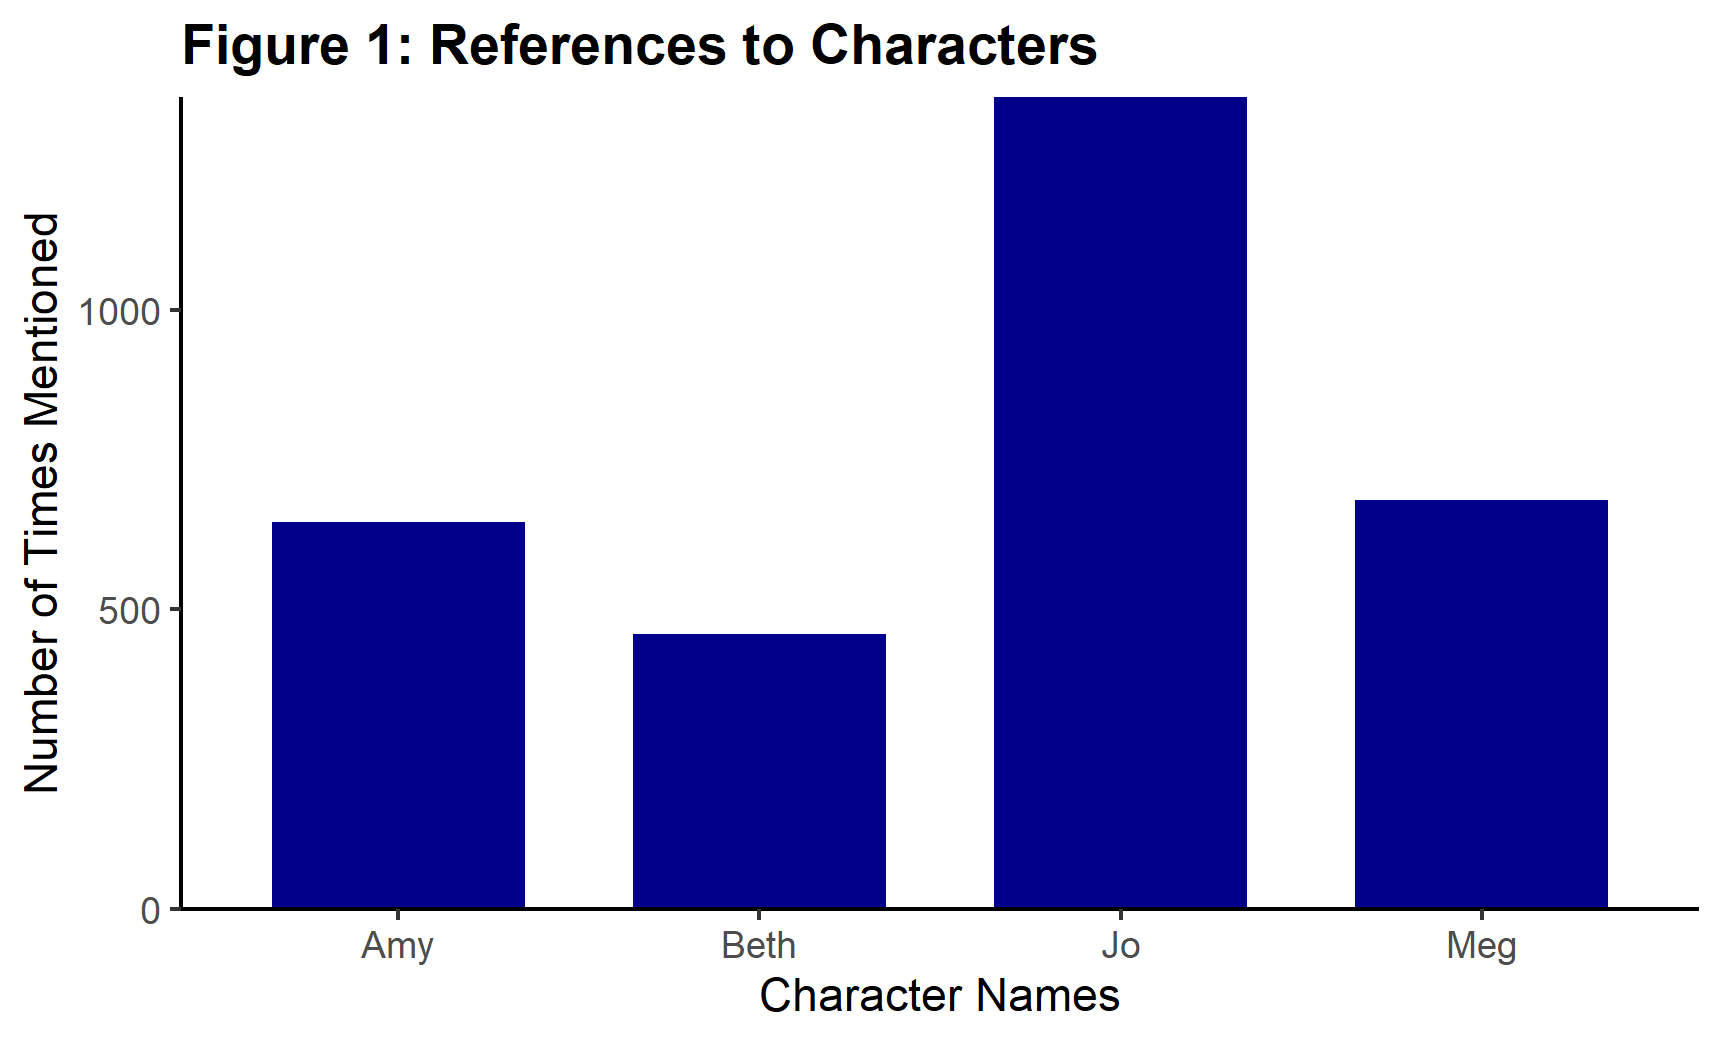 Figure 1: References to Characters
Number of Times Mentioned
1000
500
0
Amy Beth Jo Meg
Character Names